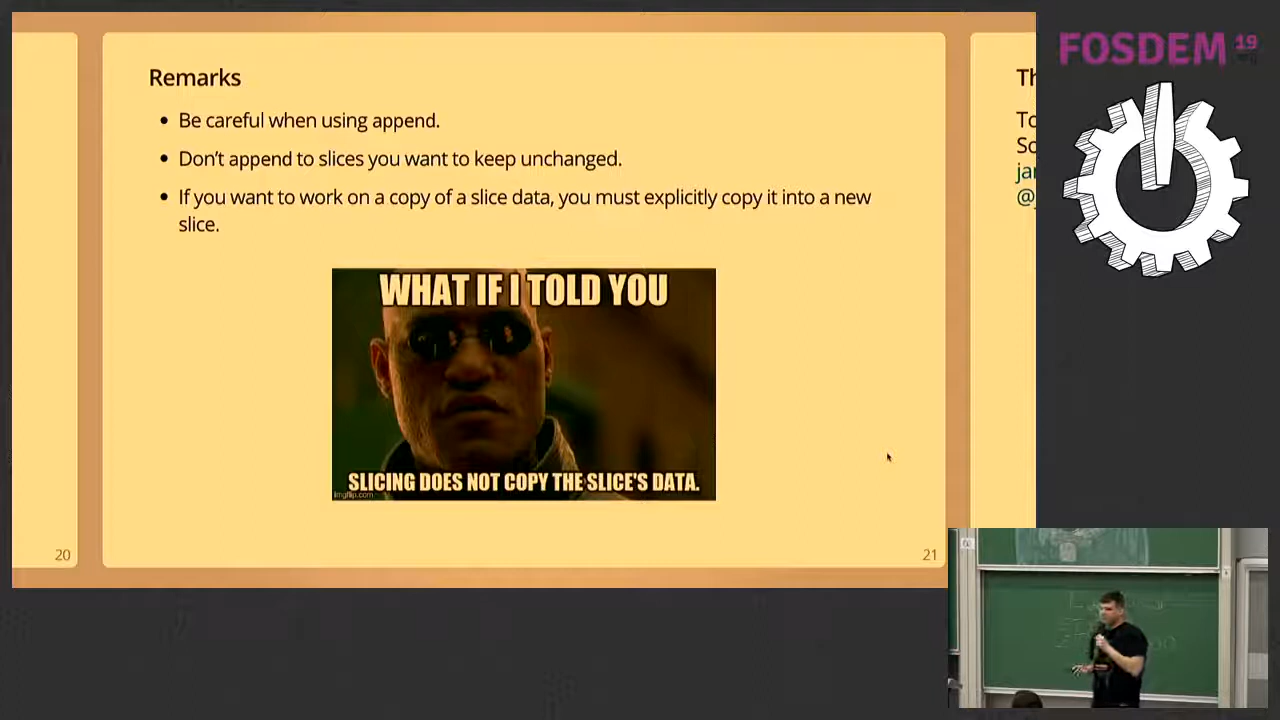 FOSDEM 19
Remarks
Be careful when using append.
Don't append to slices you want to keep unchanged.
If you want to work on a copy of a slice data, you must explicitly copy it into a new
slice.
WHAT IF I TOLD YOU
SLICING DOES NOT COPY THE SLICE'S DATA.
imgflip.com
20
21
Th
To
So
jar
@